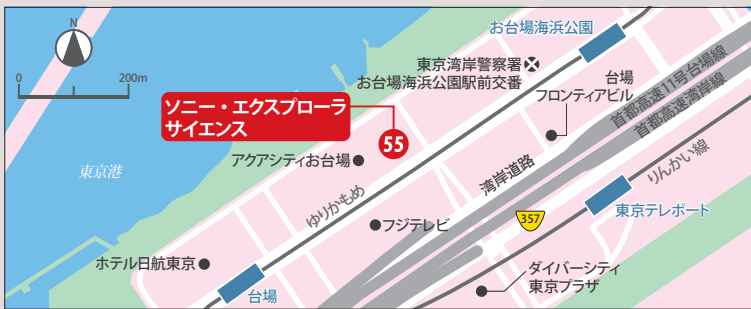 N
0 200m
お台場海浜公園
東京湾岸警察署
お台場海浜公園駅前交番
台場
フロンティアビル
首都高速11号台場線
首都高速湾岸線
ソニー・エクスプローラ
サイエンス
55
アクアシティお台場
東京港
ゆりかもめ
湾岸道路
りんかい線
357
東京テレポート
フジテレビ
ホテル日航東京
台場
ダイバーシティ
東京プラザ